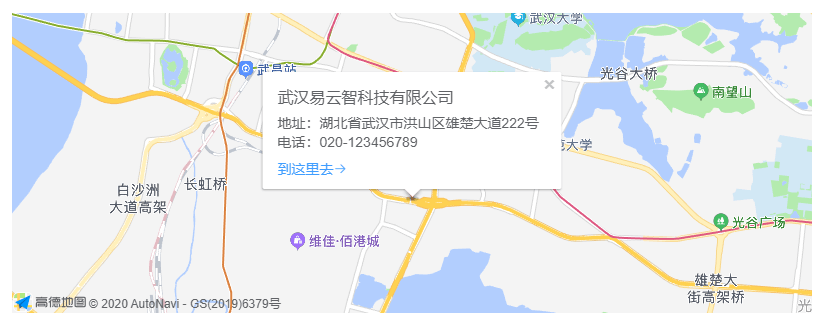 武汉大学
武昌站
光谷大桥
南望山
武汉易云智科技有限公司
×
地址：湖北省武汉市洪山区雄楚大道222号
电话：020-123456789
到这里去→
范大学
白沙洲
大道高架
长虹桥
光谷广场
维佳·佰港城
雄楚大
街高架桥
高德地图 © 2020 AutoNavi - GS(2019)6379号
光